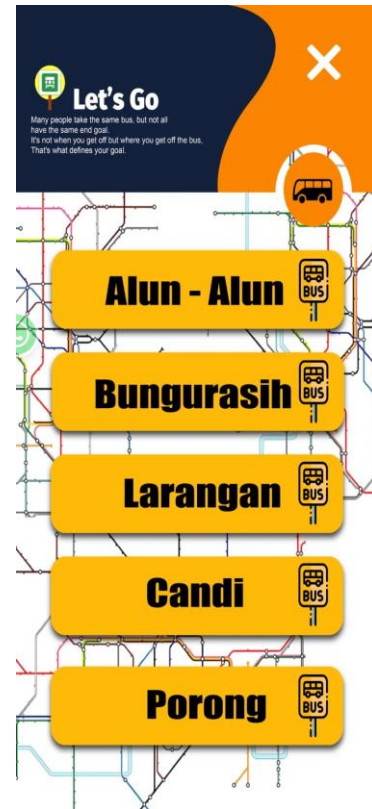 Let's Go
Many people take the same bus, but not all
have the same end goal.
It's not when you get off but where you get off the bus,
That's what defines your goal.
Alun - Alun
BUS
Bungurasih
BUS
Larangan
BUS
Candi
BUS
Porong
BUS